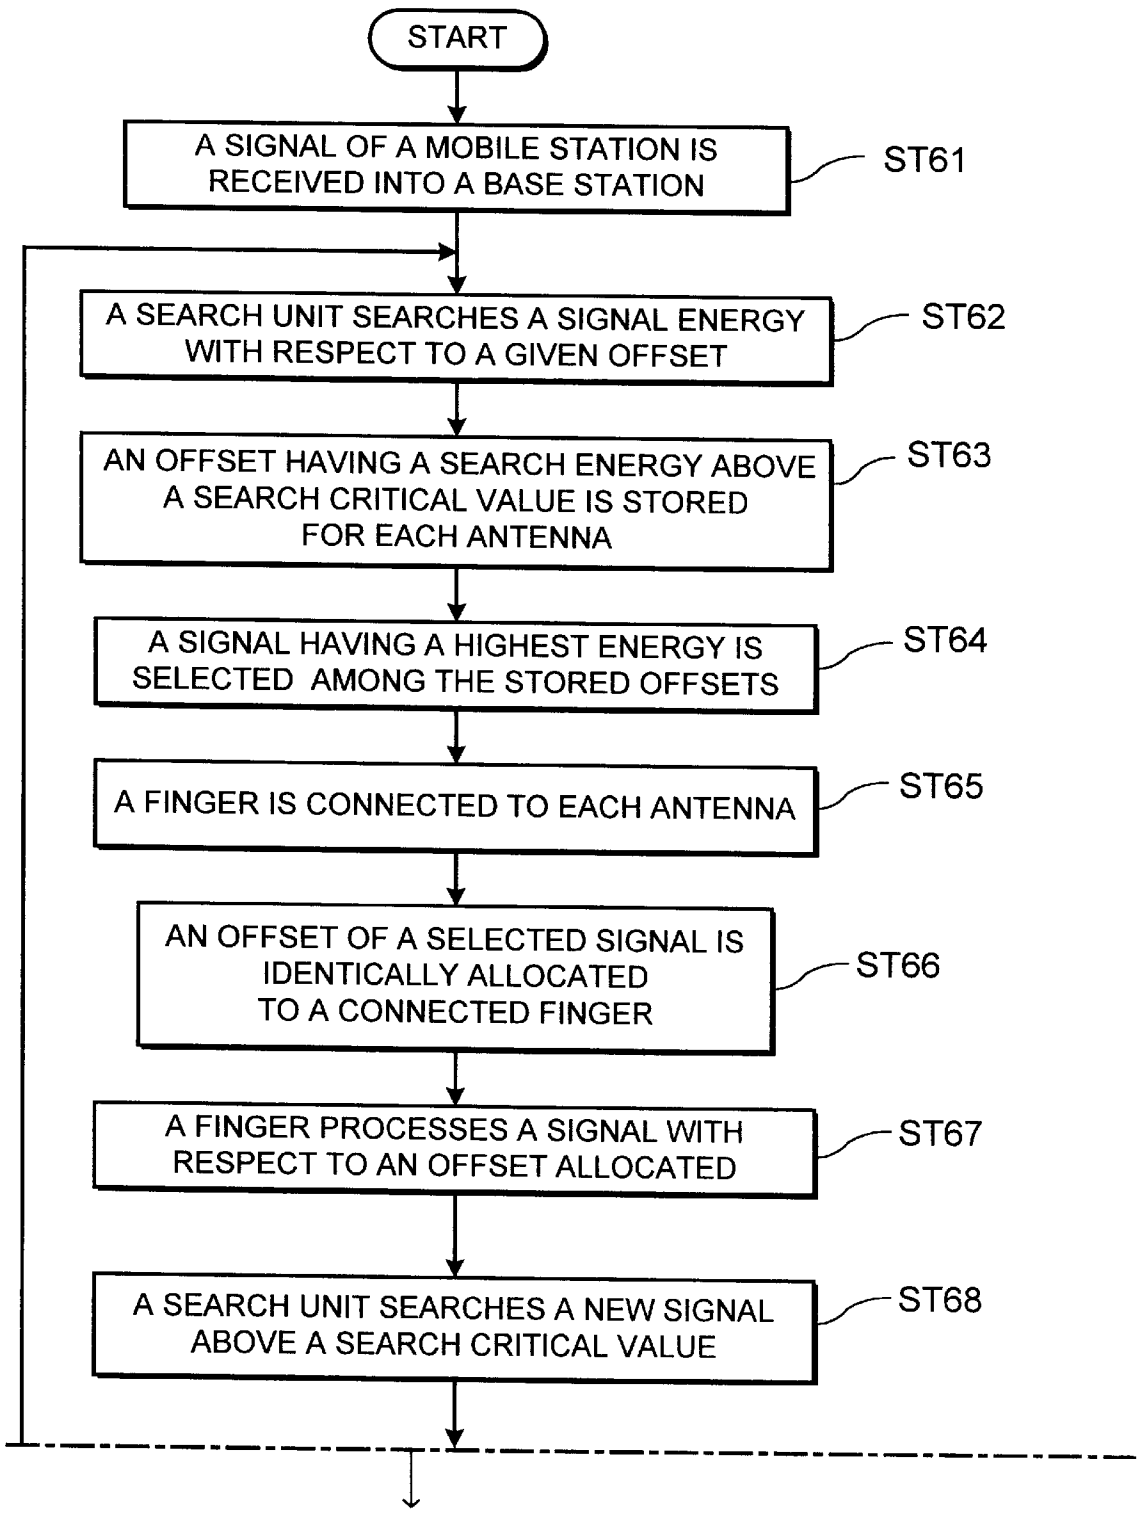 START
A SIGNAL OF A MOBILE STATION IS
RECEIVED INTO A BASE STATION
ST61
A SEARCH UNIT SEARCHES A SIGNAL ENERGY
WITH RESPECT TO A GIVEN OFFSET
ST62
AN OFFSET HAVING A SEARCH ENERGY ABOVE
A SEARCH CRITICAL VALUE IS STORED
FOR EACH ANTENNA
ST63
A SIGNAL HAVING A HIGHEST ENERGY IS
SELECTED AMONG THE STORED OFFSETS
ST64
A FINGER IS CONNECTED TO EACH ANTENNA
ST65
AN OFFSET OF A SELECTED SIGNAL IS
IDENTICALLY ALLOCATED
TO A CONNECTED FINGER
ST66
A FINGER PROCESSES A SIGNAL WITH
RESPECT TO AN OFFSET ALLOCATED
ST67
A SEARCH UNIT SEARCHES A NEW SIGNAL
ABOVE A SEARCH CRITICAL VALUE
ST68